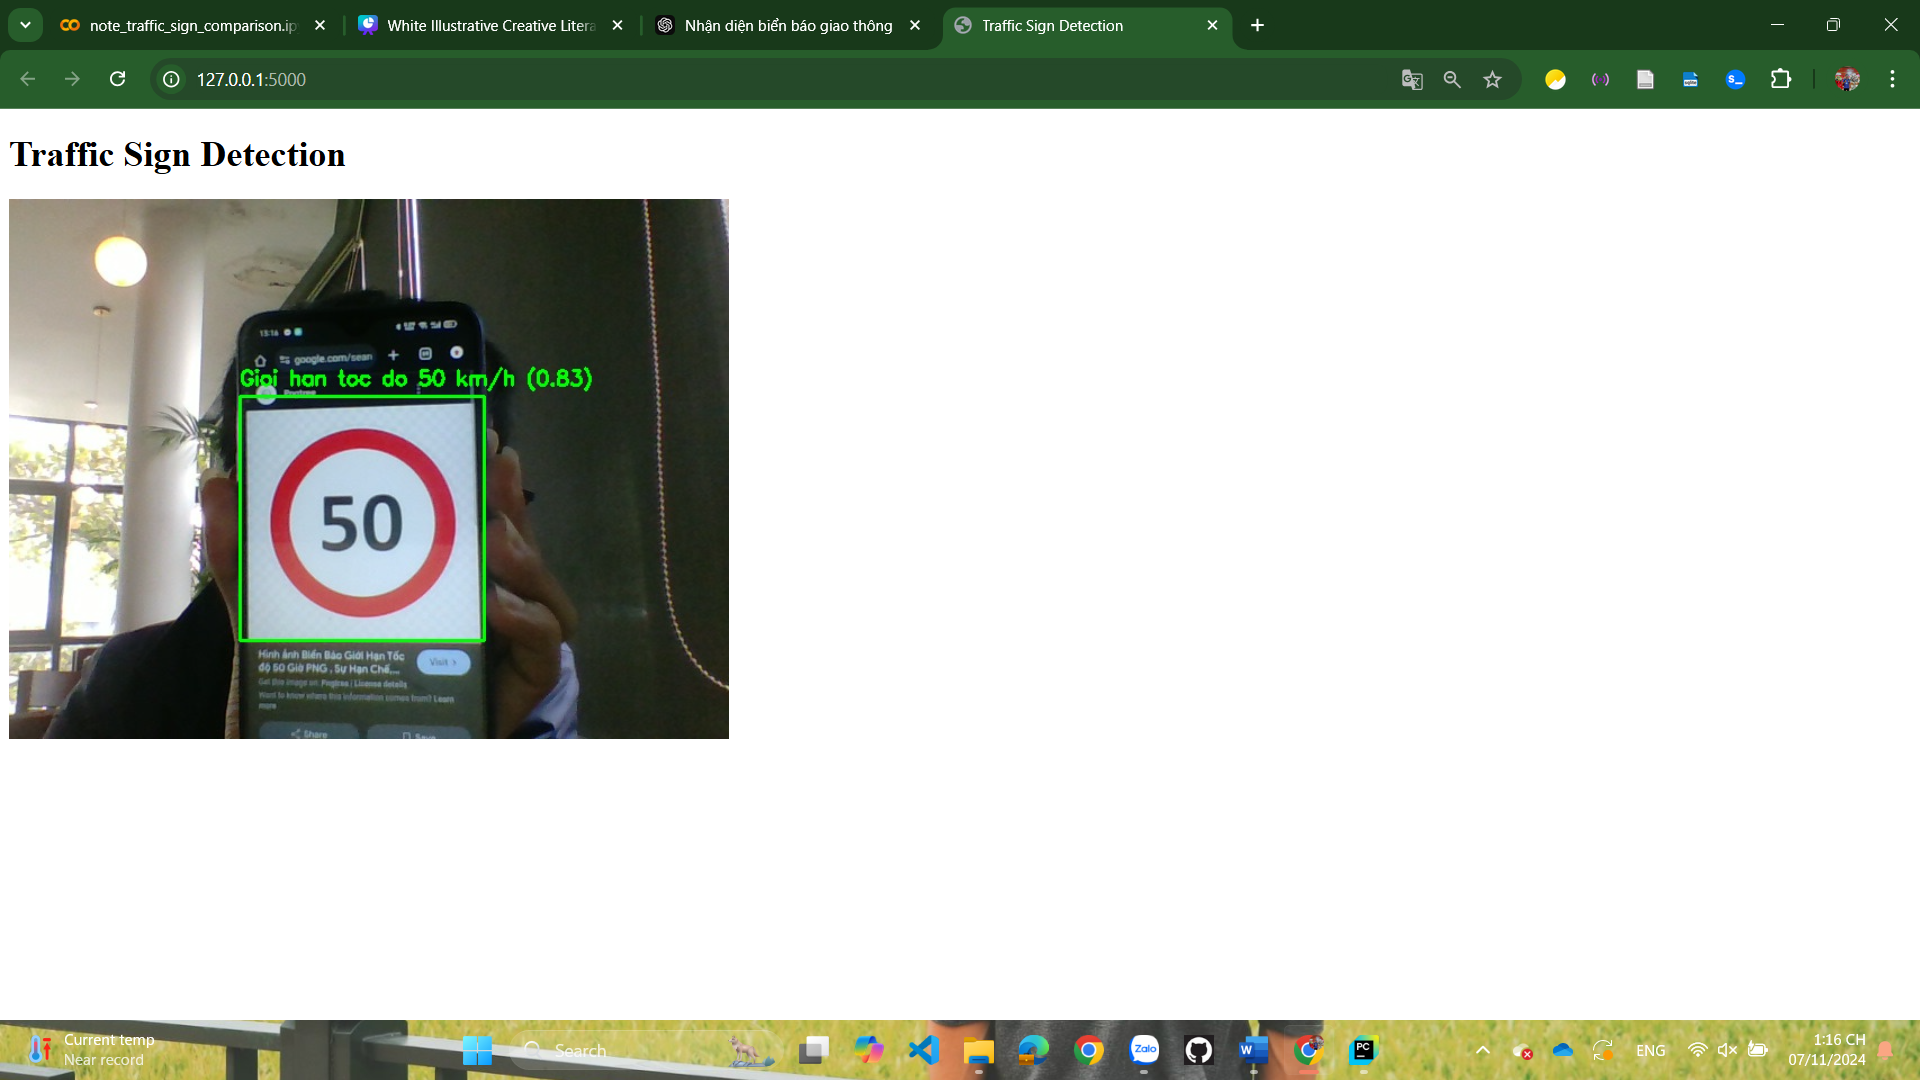 note_traffic_sign_comparison.ip
White Illustrative Creative Litera
Nhận diện biển báo giao thông
Traffic Sign Detection
127.0.0.1:5000
Traffic Sign Detection
13:16
google.com/sear
Gioi han toc do 50 km/h (0.83)
50
Hình ảnh Biển Báo Giới Hạn Tốc
độ 50 Giờ PNG , Sự Hạn Chế,...
Visit >
Get this image on: Pngtree | License details
Want to know where this information comes from? Learn
more
Share
Save
Current temp
Near record
Search
Zalo
W
PC
ENG
1:16 CH
07/11/2024